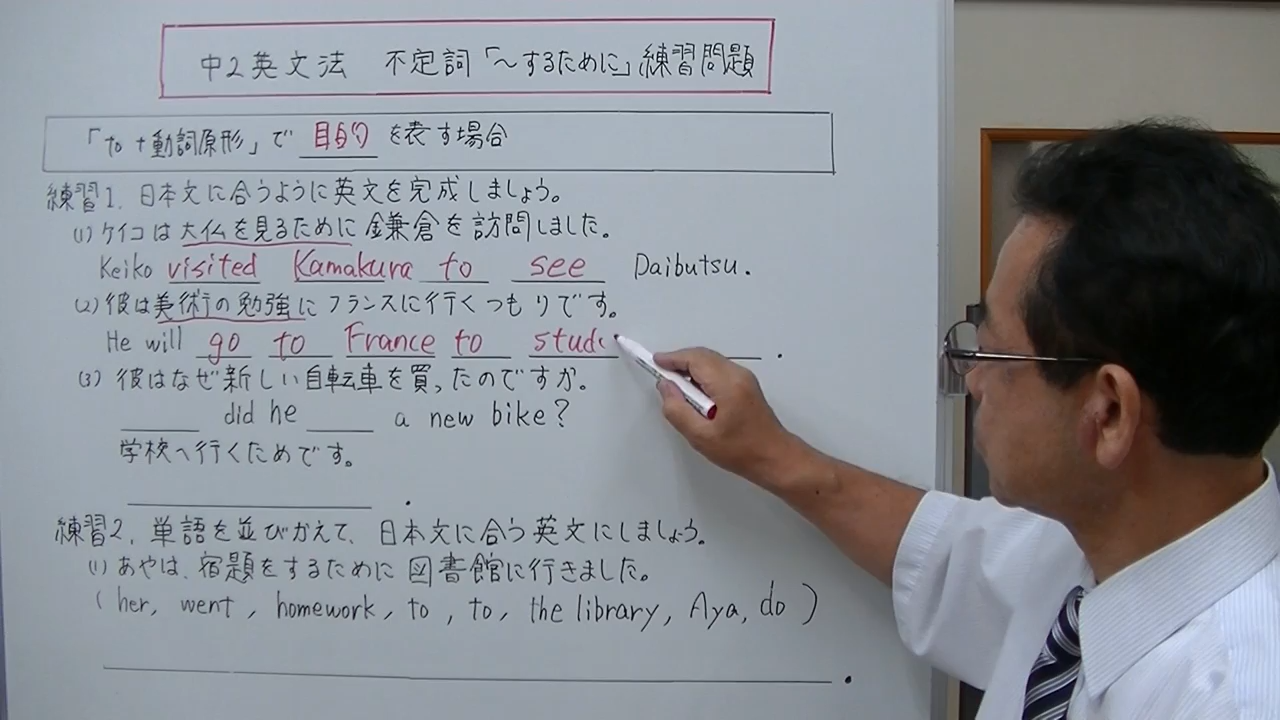 中2英文法 不定詞「～するために」練習問題
「to +動詞原形」で 目的 を表す場合
練習1. 日本文に合うように英文を完成しましょう。
(1) ケイコは大仏を見るために金兼倉を訪問しました。
Keiko visited Kamakura to see Daibutsu.
(2) 彼は美術の勉強にフランスに行くつもりです。
He will go to France to stud .
(3) 彼はなぜ新しい自転車を買ったのですか。
did he a new bike?
学校へ行くためです。
.
練習2. 単語を並びかえて、日本文に合う英文にしましょう。
(1) あやは、宿題をするために図書館に行きました。
( her, went, homework, to, to, the library, Aya, do )
.